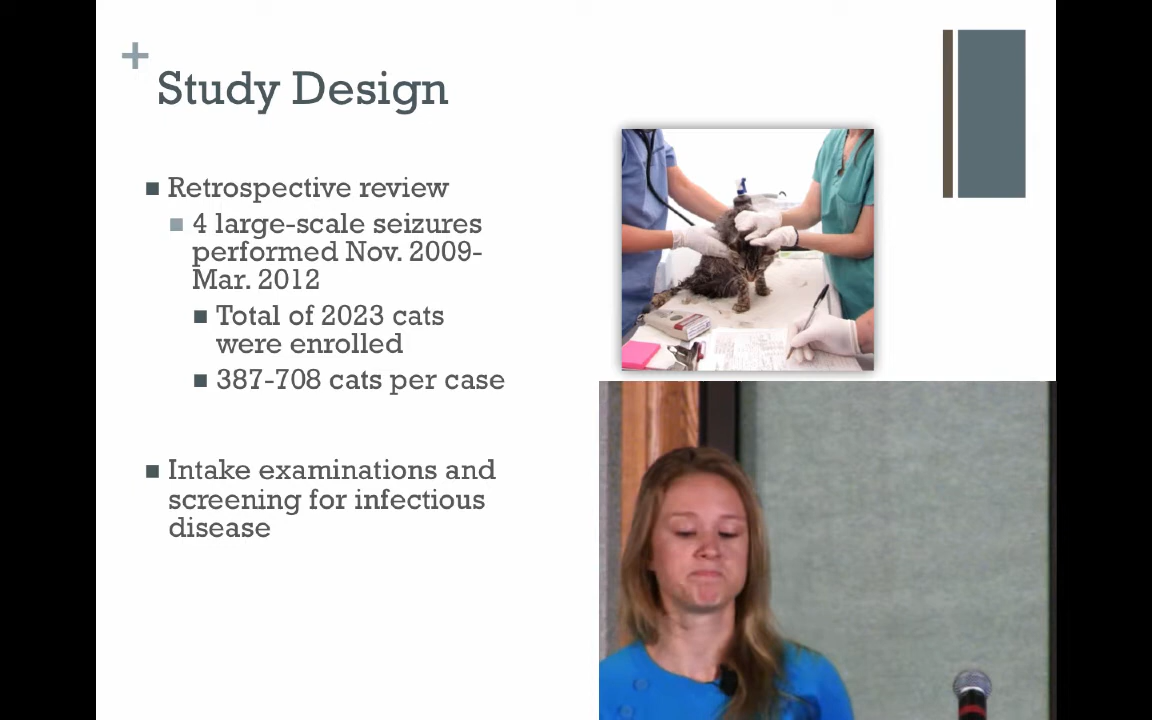 +
Study Design
■ Retrospective review
■ 4 large-scale seizures
performed Nov. 2009-
Mar. 2012
■ Total of 2023 cats
were enrolled
■ 387-708 cats per case
■ Intake examinations and
screening for infectious
disease